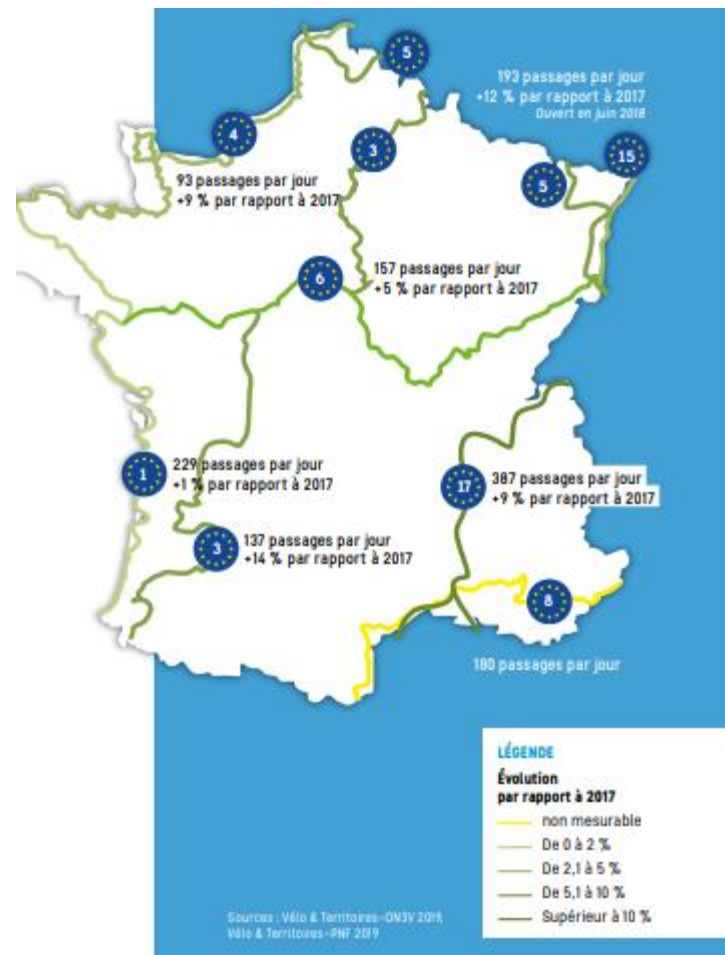 5
193 passages par jour
+12 % par rapport à 2017
Ouvert en juin 2018
4
3
15
5
93 passages par jour
+9 % par rapport à 2017
6
157 passages par jour
+5 % par rapport à 2017
1
229 passages par jour
+1 % par rapport à 2017
17
387 passages par jour
+9 % par rapport à 2017
3
137 passages par jour
+14 % par rapport à 2017
8
180 passages par jour
LÉGENDE
Évolution
par rapport à 2017
non mesurable
De 0 à 2 %
De 2,1 à 5 %
De 5,1 à 10 %
Supérieur à 10 %
Sources : Vélo & Territoires-ON3V 2019,
Vélo & Territoires-PNF 2019